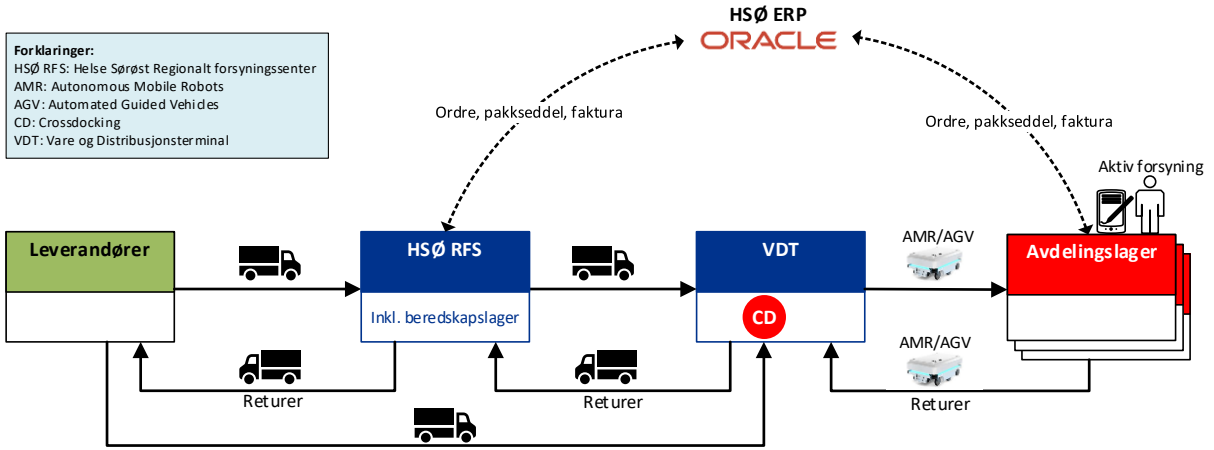 HSØ ERP
ORACLE
Forklaringer:
HSØ RFS: Helse Sørøst Regionalt forsyningssenter
AMR: Autonomous Mobile Robots
AGV: Automated Guided Vehicles
CD: Crossdocking
VDT: Vare og Distribusjonsterminal
Ordre, pakkseddel, faktura
Ordre, pakkseddel, faktura
Aktiv forsyning
Leverandører
HSØ RFS
Inkl. beredskapslager
VDT
CD
AMR/AGV
Avdelingslager
AMR/AGV
Returer
Returer
Returer